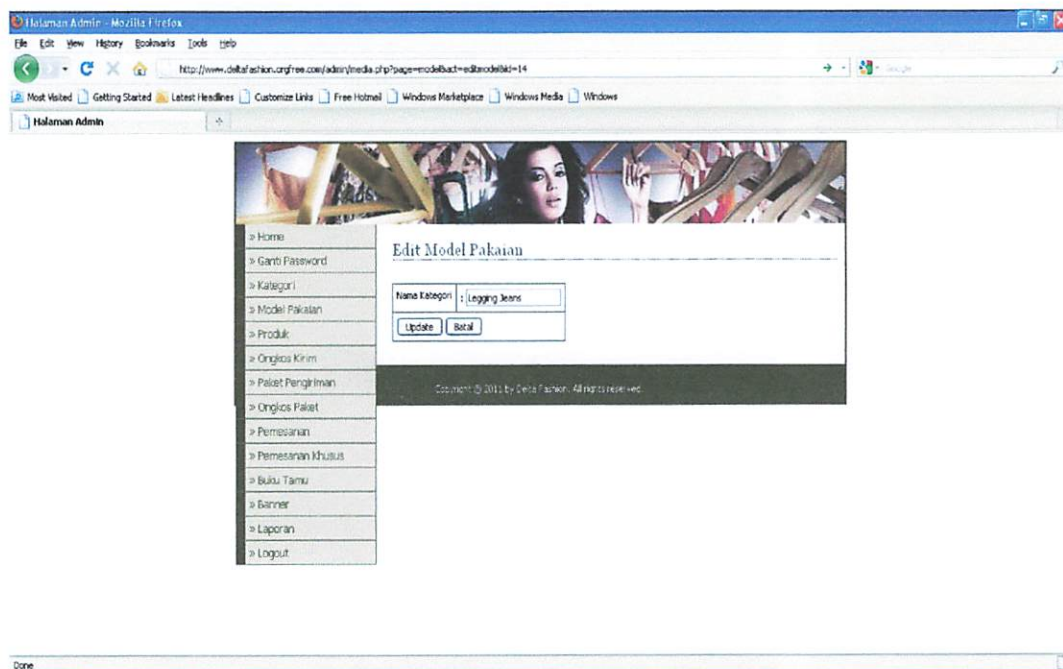 Halaman Admin - Mozilla Firefox
File Edit View History Bookmarks Tools Help
http://www.deltafashion.orgfree.com/admin/media.php?page=model&act=editmodel&id=14
Google
Most Visited Getting Started Latest Headlines Customize Links Free Hotmail Windows Marketplace Windows Media Windows
Halaman Admin
» Home
» Ganti Password
» Kategori
» Model Pakaian
» Produk
» Ongkos Kirim
» Paket Pengiriman
» Ongkos Paket
» Pemesanan
» Pemesanan Khusus
» Buku Tamu
» Banner
» Laporan
» Logout
Edit Model Pakaian
Nama Kategori : Legging Jeans
Update Batal
Copyright © 2011 by Delta Fashion. All rights reserved.
Done